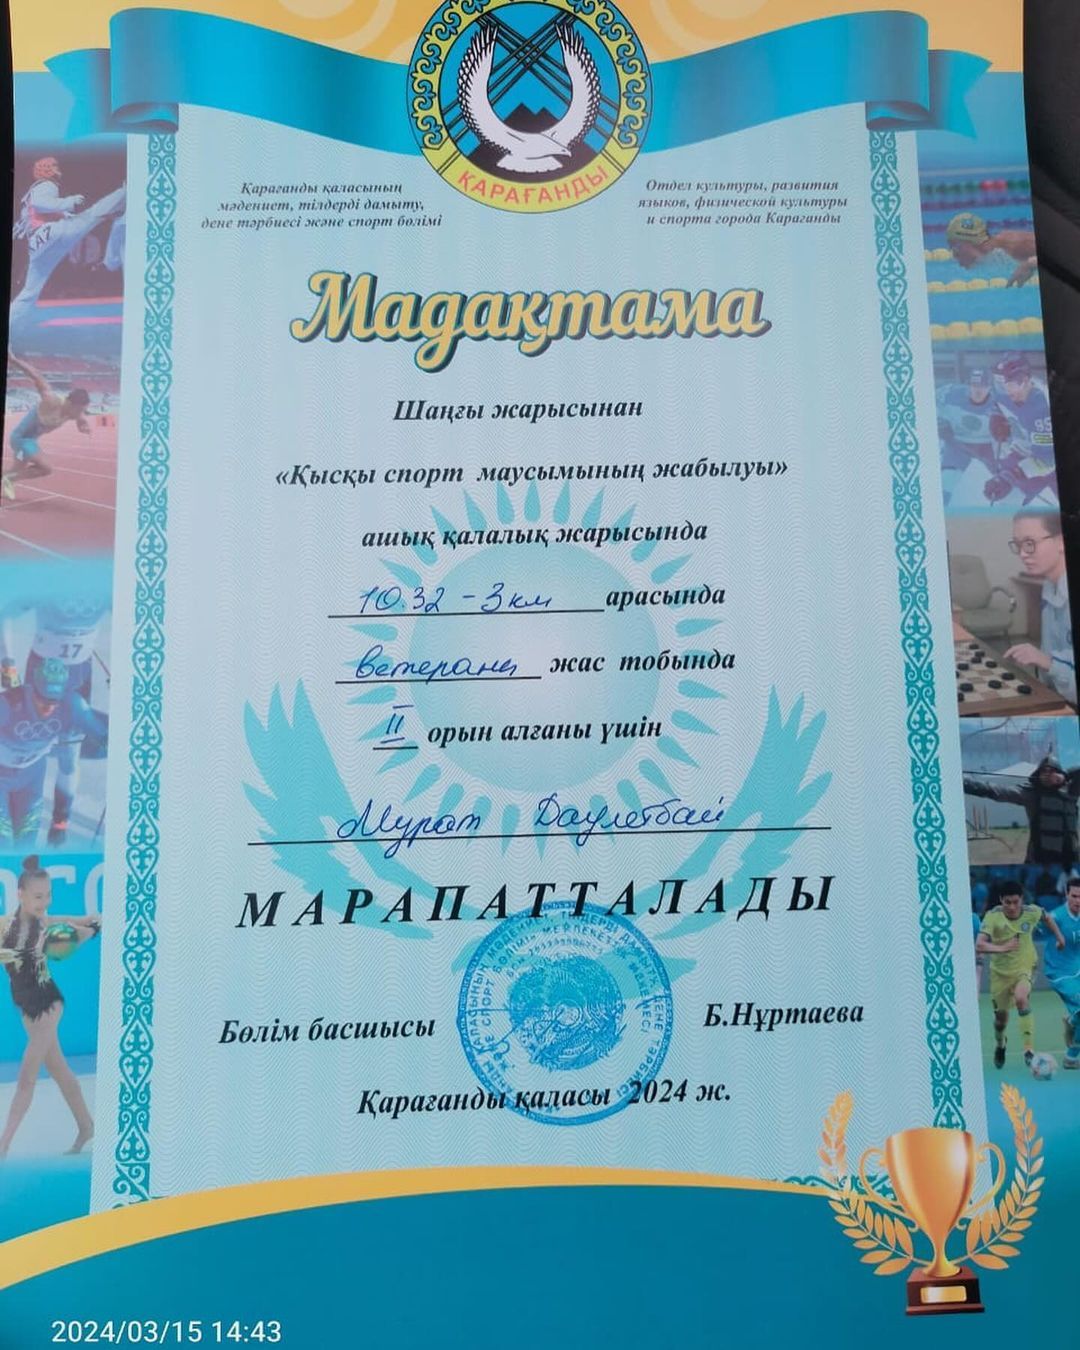 ҚАРАҒАНДЫ
Қарағанды қаласының
мәдениет, тілдерді дамыту,
дене тәрбиесі және спорт бөлімі
Отдел культуры, развития
языков, физической культуры
и спорта города Караганды
Мадақтама
Шаңғы жарысынан
«Қысқы спорт маусымының жабылуы»
ашық қалалық жарысында
10.32 - 3 км арасында
ветераны жас тобында
II орын алғаны үшін
Мурат Даулетбай
МАРАПАТТАЛАДЫ
Бөлім басшысы
Б.Нұртаева
Қарағанды қаласы 2024 ж.
2024/03/15 14:43